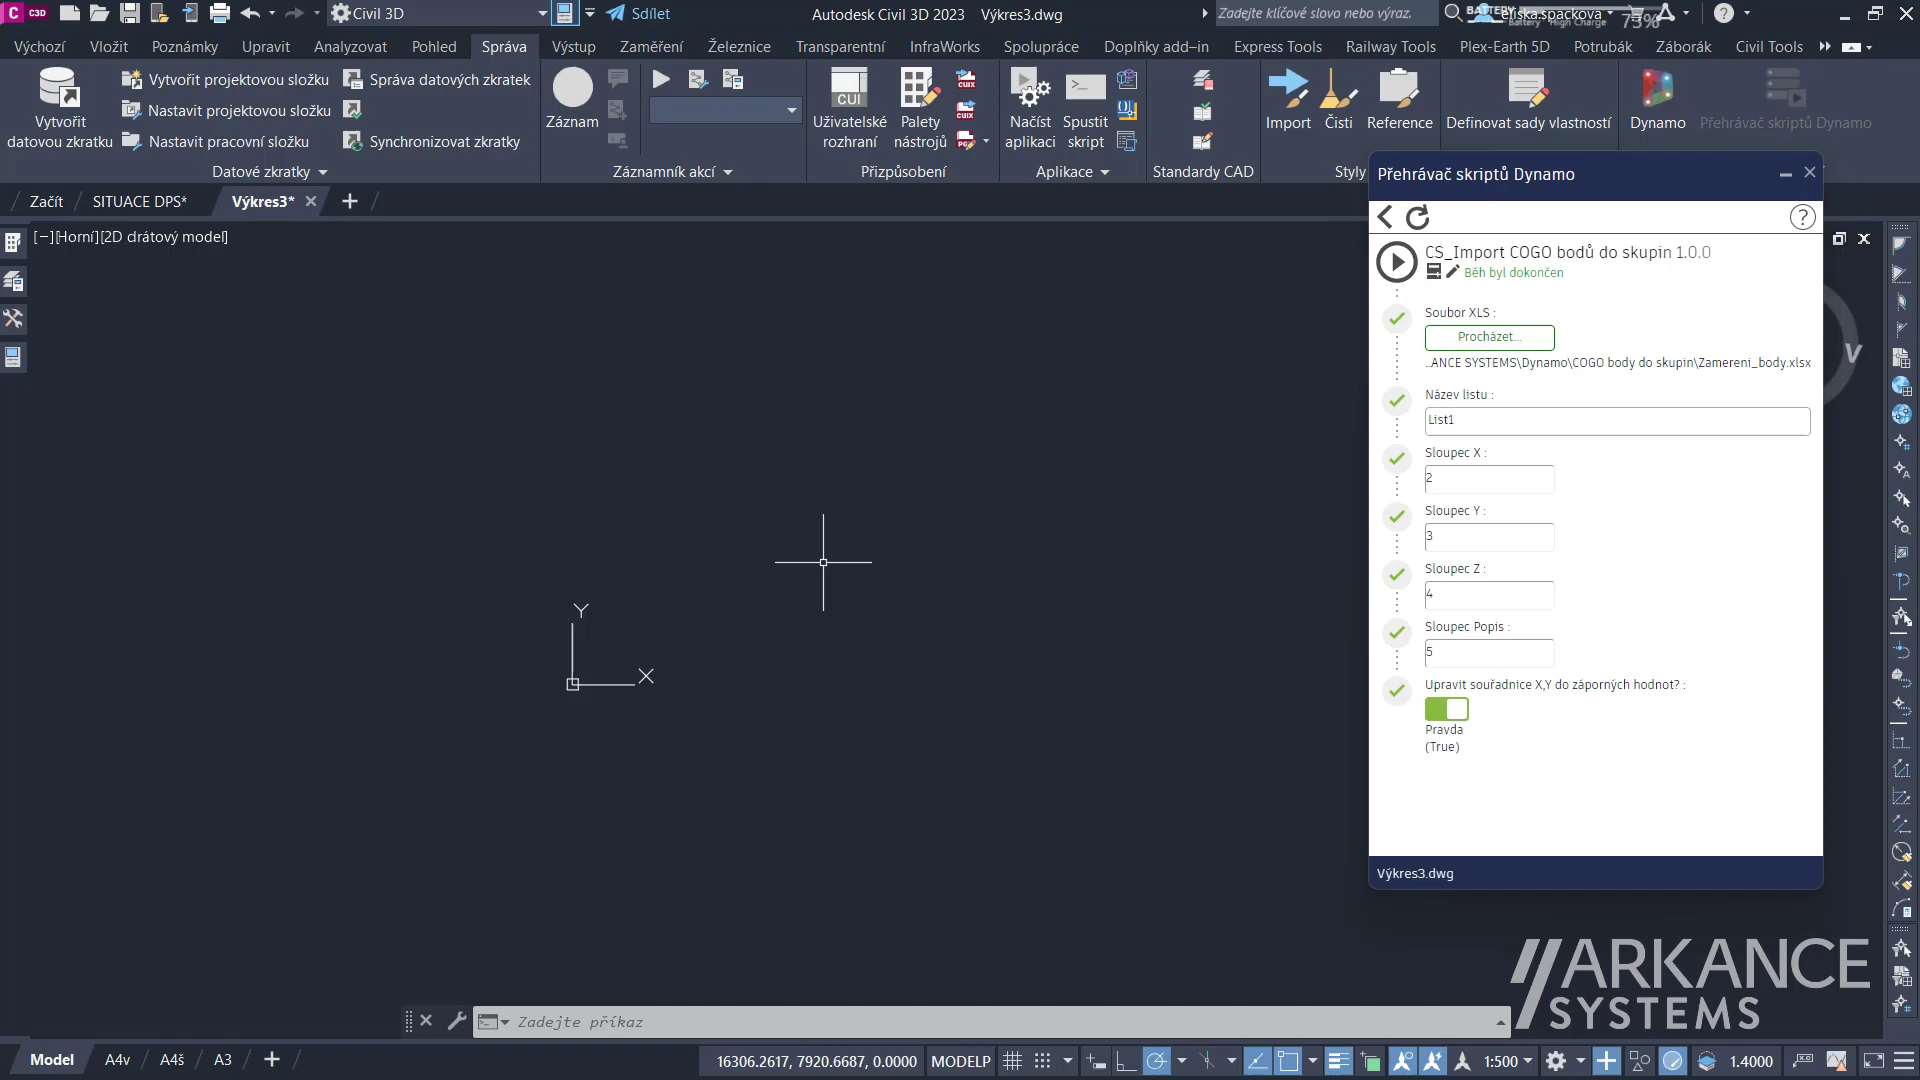 C3D
Civil 3D
Sdílet
Autodesk Civil 3D 2023
Výkres3.dwg
Zadejte klíčové slovo nebo výraz.
eliska.spackova
73%
Výchozí
Vložit
Poznámky
Upravit
Analyzovat
Pohled
Správa
Výstup
Zaměření
Železnice
Transparentní
InfraWorks
Spolupráce
Doplňky add-in
Express Tools
Railway Tools
Plex-Earth 5D
Potrubák
Záborák
Civil Tools
Vytvořit
datovou zkratku
Vytvořit projektovou složku
Nastavit projektovou složku
Nastavit pracovní složku
Správa datových zkratek
Synchronizovat zkratky
Datové zkratky
Záznam
Záznamník akcí
CUI
Uživatelské
rozhraní
Palety
nástrojů
Přizpůsobení
Načíst
aplikaci
Spustit
skript
Aplikace
Standardy CAD
Import
Čisti
Reference
Styly
Definovat sady vlastností
Dynamo
Přehrávač skriptů Dynamo
Začít
SITUACE DPS*
Výkres3*
[−][Horní][2D drátový model]
Přehrávač skriptů Dynamo
CS_Import COGO bodů do skupin 1.0.0
Běh byl dokončen
Soubor XLS :
Procházet...
..ANCE SYSTEMS\Dynamo\COGO body do skupin\Zamereni_body.xlsx
Název listu :
List1
Sloupec X :
2
Sloupec Y :
3
Sloupec Z :
4
Sloupec Popis :
5
Upravit souřadnice X,Y do záporných hodnot? :
Pravda
(True)
Výkres3.dwg
V
Y
X
ARKANCE
SYSTEMS
Zadejte příkaz
Model
A4v
A4š
A3
16306.2617, 7920.6687, 0.0000
MODELP
1:500
1.4000